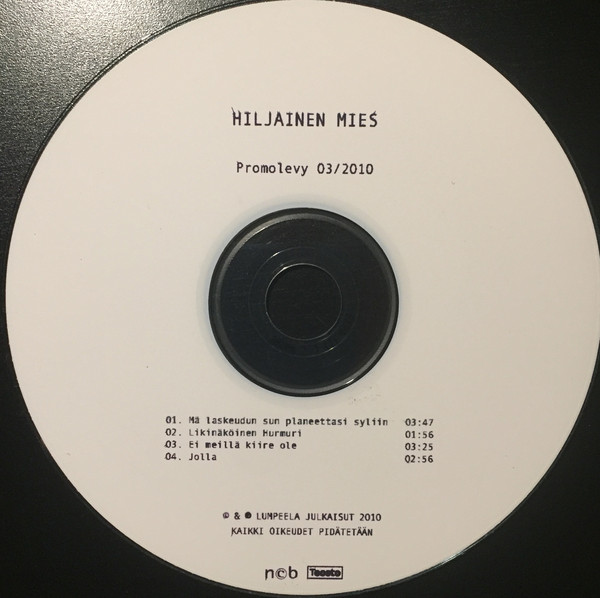 HILJAINEN MIES
Promolevy 03/2010
01. Mä laskeudun sun planeettasi syliin 03:47
02. Likinäköinen Hurmuri 01:56
03. Ei meillä kiire ole 03:25
04. Jolla 02:56
© & ℗ LUMPEELA JULKAISUT 2010
KAIKKI OIKEUDET PIDÄTETÄÄN
ncb Teosto